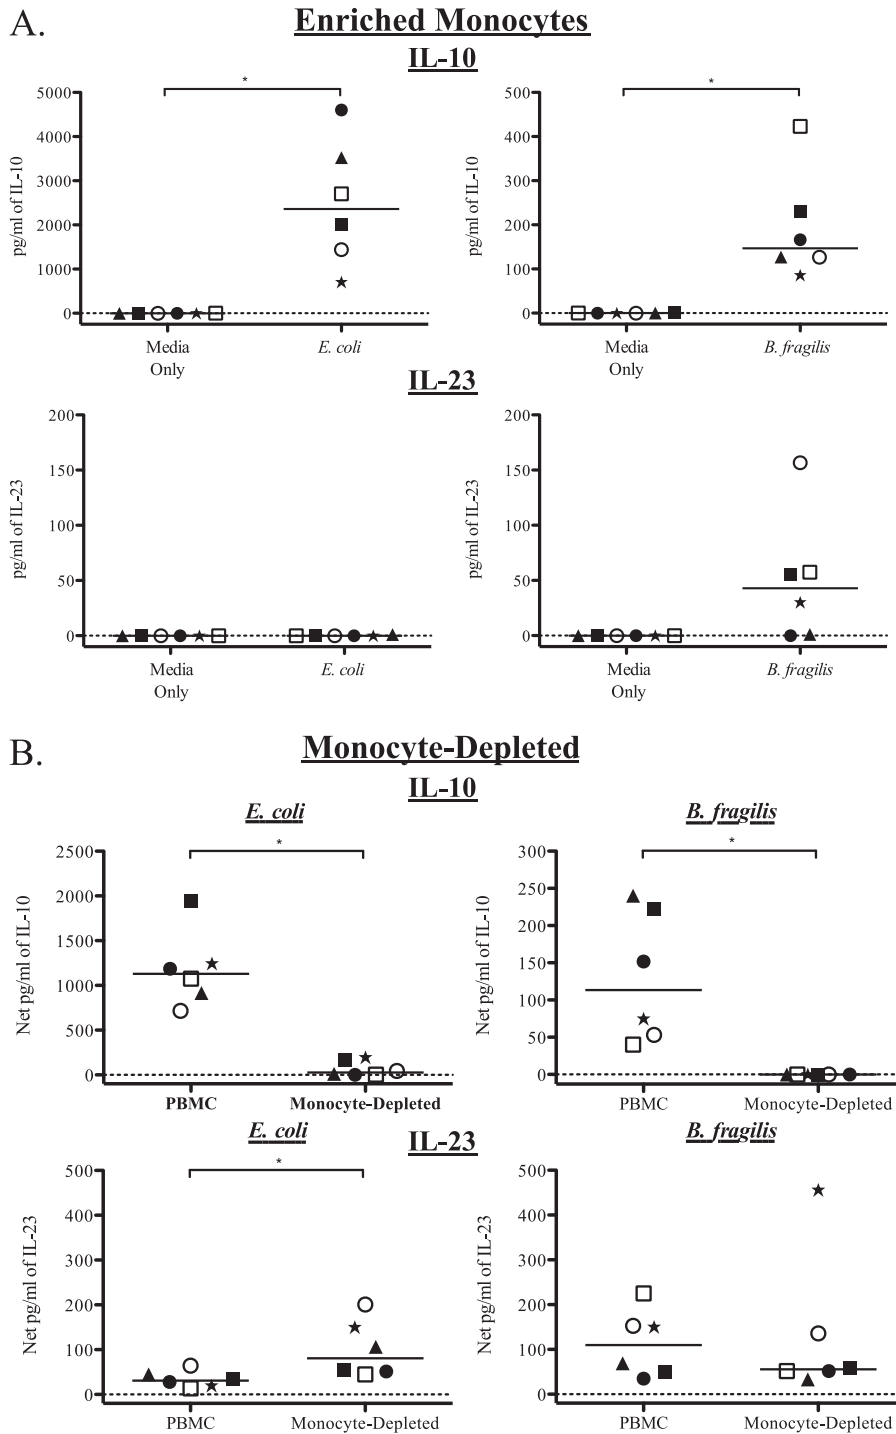 A.
Enriched Monocytes
IL-10
*
5000
4000
3000
2000
1000
0
pg/ml of IL-10
Media
Only
E. coli
*
500
400
300
200
100
0
pg/ml of IL-10
Media
Only
B. fragilis
IL-23
200
150
100
50
0
pg/ml of IL-23
Media
Only
E. coli
200
150
100
50
0
pg/ml of IL-23
Media
Only
B. fragilis
B.
Monocyte-Depleted
IL-10
E. coli
*
2500
2000
1500
1000
500
0
Net pg/ml of IL-10
PBMC
Monocyte-Depleted
B. fragilis
*
300
250
200
150
100
50
0
Net pg/ml of IL-10
PBMC
Monocyte-Depleted
IL-23
E. coli
*
500
400
300
200
100
0
Net pg/ml of IL-23
PBMC
Monocyte-Depleted
B. fragilis
500
400
300
200
100
0
Net pg/ml of IL-23
PBMC
Monocyte-Depleted